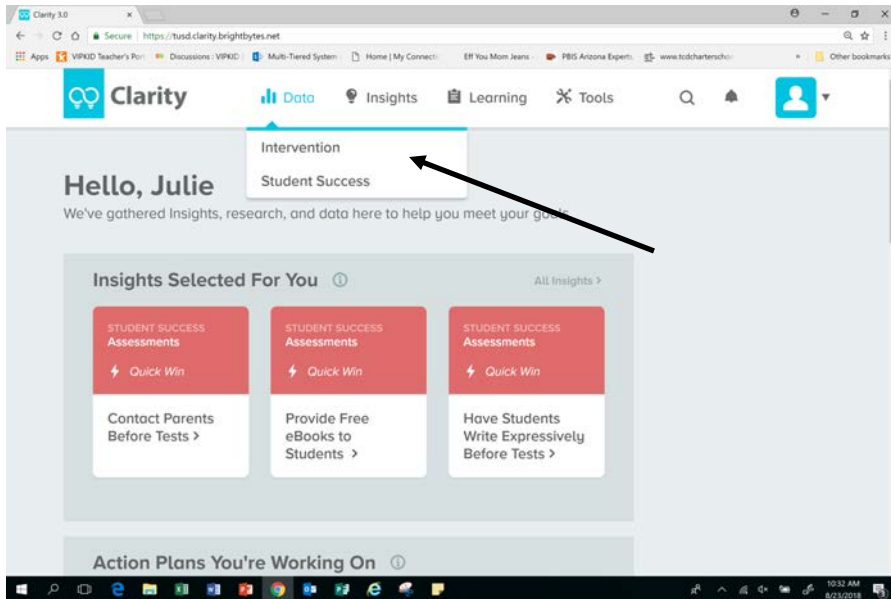 Clarity 3.0
Secure https://tusd.clarity.brightbytes.net
Apps VIPKID Teacher's Por Discussions : VIPKID Multi-Tiered System Home | My Connecti Eff You Mom Jeans - PBIS Arizona Experts www.tcdcharterschoo » Other bookmarks
Clarity Data Insights Learning Tools
Intervention
Student Success
Hello, Julie
We've gathered Insights, research, and data here to help you meet your goals
Insights Selected For You All Insights >
STUDENT SUCCESS STUDENT SUCCESS STUDENT SUCCESS
Assessments Assessments Assessments
Quick Win Quick Win Quick Win
Contact Parents Provide Free Have Students
Before Tests > eBooks to Write Expressively
Students > Before Tests >
Action Plans You're Working On
10:32 AM
8/23/2018